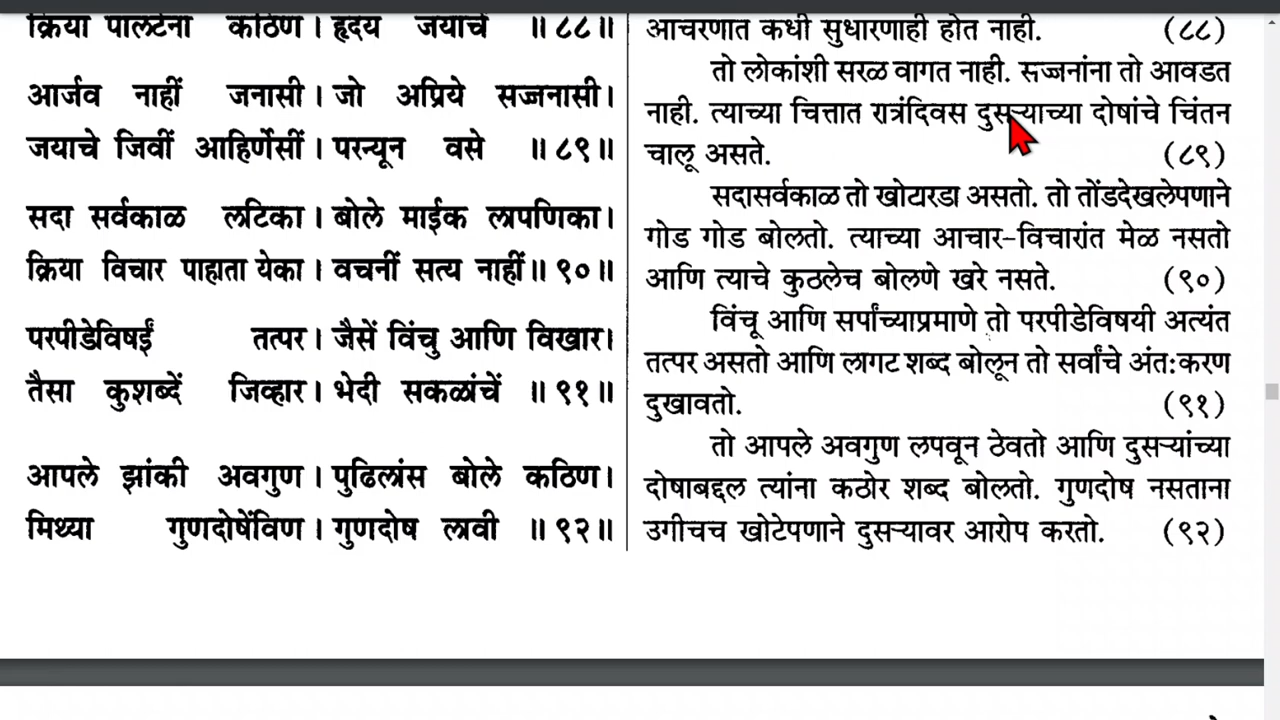 क्रिया पालटेना कठिण। हृदय जयाचे ॥८८॥
आर्जव नाहीं जनासी। जो अप्रिये सज्जनासी।
जयाचे जिवीं आहिर्णेसीं। परन्यून वसे ॥८९॥
सदा सर्वकाळ लटिका। बोले माईक लापणिका।
क्रिया विचार पाहाता येका। वचनीं सत्य नाहीं॥९०॥
परपीडेविषईं तत्पर। जैसें विंचु आणि विखार।
तैसा कुशब्दें जिव्हार। भेदी सकळांचें ॥९१॥
आपले झांकी अवगुण। पुढिलांस बोले कठिण।
मिथ्या गुणदोषेंविण। गुणदोष लावी ॥९२॥
आचरणात कधी सुधारणाही होत नाही. (८८)
तो लोकांशी सरळ वागत नाही. सज्जनांना तो आवडत
नाही. त्याच्या चित्तात रात्रंदिवस दुसऱ्याच्या दोषांचे चिंतन
चालू असते. (८९)
सदासर्वकाळ तो खोटारडा असतो. तो तोंडदेखलेपणाने
गोड गोड बोलतो. त्याच्या आचार-विचारांत मेळ नसतो
आणि त्याचे कुठलेच बोलणे खरे नसते. (९०)
विंचू आणि सर्पांच्याप्रमाणे तो परपीडेविषयी अत्यंत
तत्पर असतो आणि लागट शब्द बोलून तो सर्वांचे अंत:करण
दुखावतो. (९१)
तो आपले अवगुण लपवून ठेवतो आणि दुसऱ्यांच्या
दोषाबद्दल त्यांना कठोर शब्द बोलतो. गुणदोष नसताना
उगीचच खोटेपणाने दुसऱ्यावर आरोप करतो. (९२)